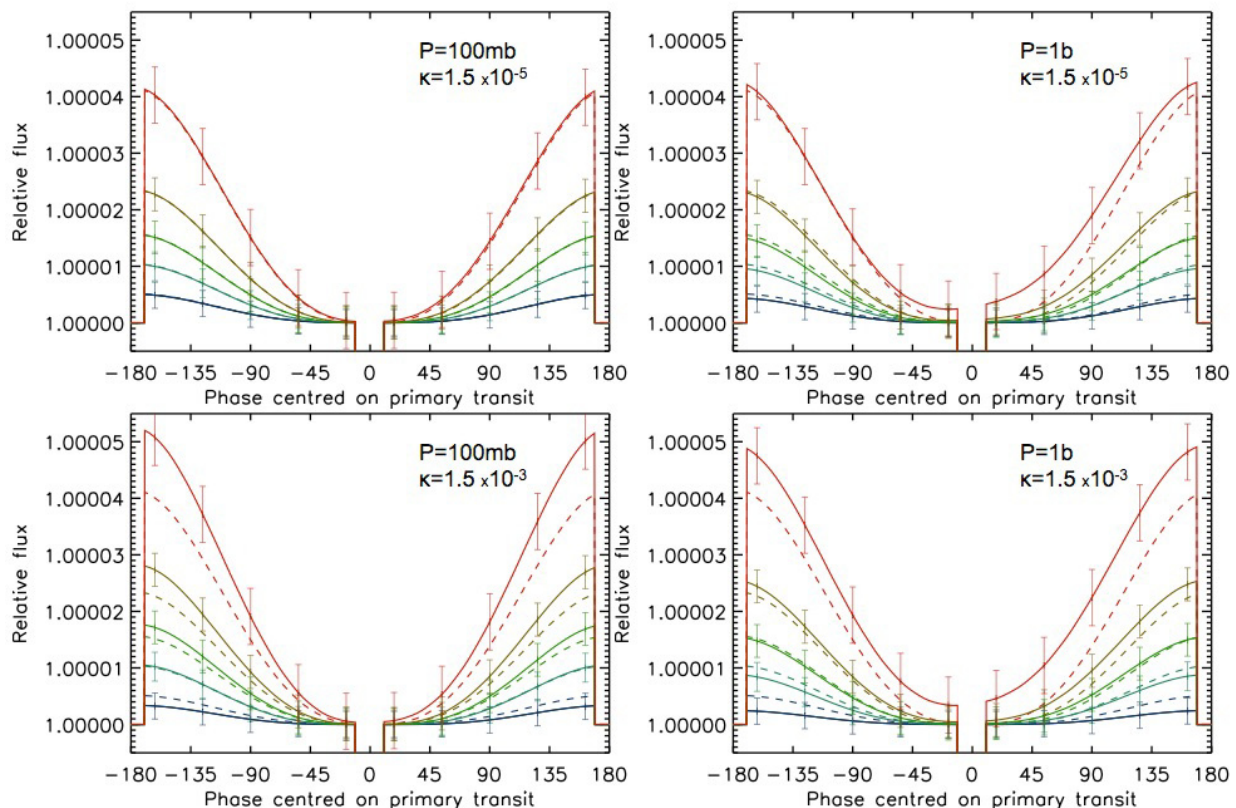 P=100mb
κ=1.5 x10⁻⁵
Relative flux
1.00005
1.00004
1.00003
1.00002
1.00001
1.00000
−180 −135 −90 −45 0 45 90 135 180
Phase centred on primary transit
P=1b
κ=1.5 x10⁻⁵
Relative flux
1.00005
1.00004
1.00003
1.00002
1.00001
1.00000
−180 −135 −90 −45 0 45 90 135 180
Phase centred on primary transit
P=100mb
κ=1.5 x10⁻³
Relative flux
1.00005
1.00004
1.00003
1.00002
1.00001
1.00000
−180 −135 −90 −45 0 45 90 135 180
Phase centred on primary transit
P=1b
κ=1.5 x10⁻³
Relative flux
1.00005
1.00004
1.00003
1.00002
1.00001
1.00000
−180 −135 −90 −45 0 45 90 135 180
Phase centred on primary transit